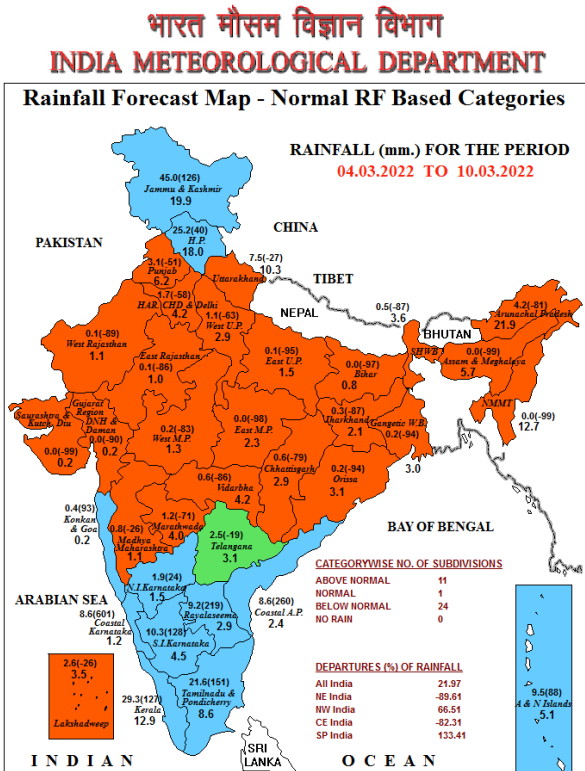 भारत मौसम विज्ञान विभाग
INDIA METEOROLOGICAL DEPARTMENT
Rainfall Forecast Map - Normal RF Based Categories
RAINFALL (mm.) FOR THE PERIOD
04.03.2022 TO 10.03.2022
45.0(126)
Jammu & Kashmir
19.9
25.2(40)
H.P.
18.0
CHINA
PAKISTAN
3.1(-51)
Punjab
6.2
7.5(-27)
10.3
Uttarakhand
TIBET
1.7(-58)
HAR. CHD & Delhi
4.2
NEPAL
1.1(-63)
West U.P.
2.9
0.5(-87)
3.6
BHUTAN
4.2(-81)
Arunachal Pradesh
21.9
0.1(-89)
West Rajasthan
1.1
East Rajasthan
0.1(-86)
1.0
0.1(-95)
East U.P.
1.5
0.0(-97)
Bihar
0.8
SHWB
0.0(-99)
Assam & Meghalaya
5.7
NMMT
0.0(-99)
12.7
Saurashtra &
Kutch, Diu
0.0(-99)
0.2
Gujarat
Region
DNH &
Daman
0.0(-90)
0.2
0.2(-83)
West M.P.
1.3
0.0(-98)
East M.P.
2.3
0.3(-87)
Jharkhand
2.1
Gangetic W.B.
0.2(-94)
3.0
0.6(-79)
Chhattisgarh
2.9
0.2(-94)
Orissa
3.1
0.6(-86)
Vidarbha
4.2
0.4(93)
Konkan
& Goa
0.2
0.8(-26)
Madhya
Maharashtra
1.1
1.2(-71)
Marathwada
4.0
2.5(-19)
Telangana
3.1
BAY OF BENGAL
ARABIAN SEA
1.9(24)
N.I.Karnataka
1.5
8.6(601)
Coastal
Karnataka
1.2
9.2(219)
Rayalaseema
2.9
8.6(260)
Coastal A.P.
2.4
10.3(128)
S.I.Karnataka
4.5
21.6(151)
Tamilnadu &
Pondicherry
8.6
29.3(127)
Kerala
12.9
2.6(-26)
3.5
Lakshadweep
9.5(88)
A & N Islands
5.1
CATEGORYWISE NO. OF SUBDIVISIONS
ABOVE NORMAL 11
NORMAL 1
BELOW NORMAL 24
NO RAIN 0
DEPARTURES (%) OF RAINFALL
All India 21.97
NE India -89.61
NW India 66.51
CE India -82.31
SP India 133.41
SRI
LANKA
INDIAN OCEAN